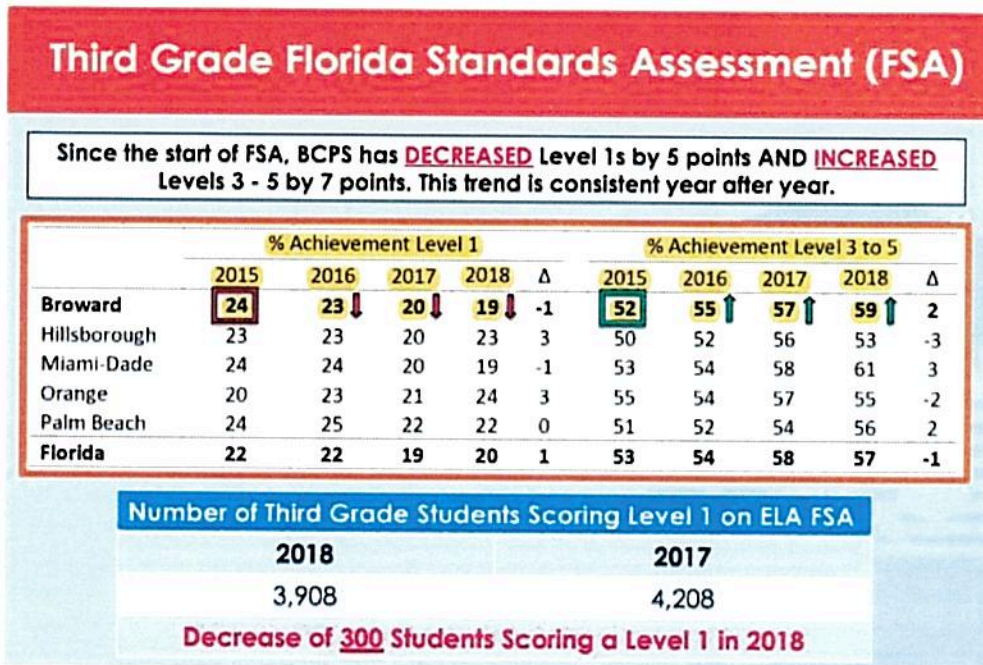 Third Grade Florida Standards Assessment (FSA)
Since the start of FSA, BCPS has DECREASED Level 1s by 5 points AND INCREASED
Levels 3 - 5 by 7 points. This trend is consistent year after year.
% Achievement Level 1 % Achievement Level 3 to 5
2015 2016 2017 2018 Δ 2015 2016 2017 2018 Δ
Broward 24 23 20 19 -1 52 55 57 59 2
Hillsborough 23 23 20 23 3 50 52 56 53 -3
Miami-Dade 24 24 20 19 -1 53 54 58 61 3
Orange 20 23 21 24 3 55 54 57 55 -2
Palm Beach 24 25 22 22 0 51 52 54 56 2
Florida 22 22 19 20 1 53 54 58 57 -1
Number of Third Grade Students Scoring Level 1 on ELA FSA
2018 2017
3,908 4,208
Decrease of 300 Students Scoring a Level 1 in 2018